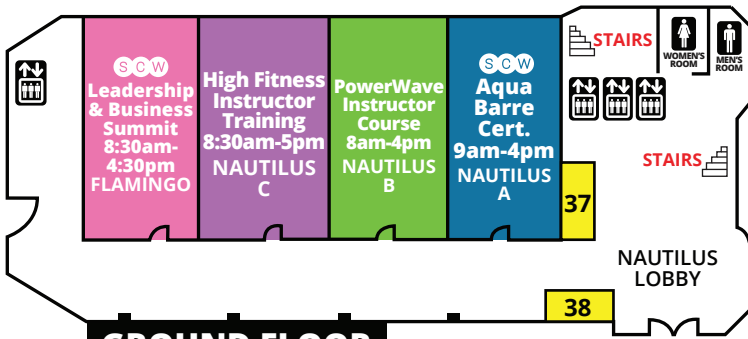 SCW
Leadership
& Business
Summit
8:30am-
4:30pm
FLAMINGO
High Fitness
Instructor
Training
8:30am-5pm
NAUTILUS
C
PowerWave
Instructor
Course
8am-4pm
NAUTILUS
B
SCW
Aqua
Barre
Cert.
9am-4pm
NAUTILUS
A
STAIRS
WOMEN'S
ROOM
MEN'S
ROOM
STAIRS
37
NAUTILUS
LOBBY
38
GROUND FLOOR